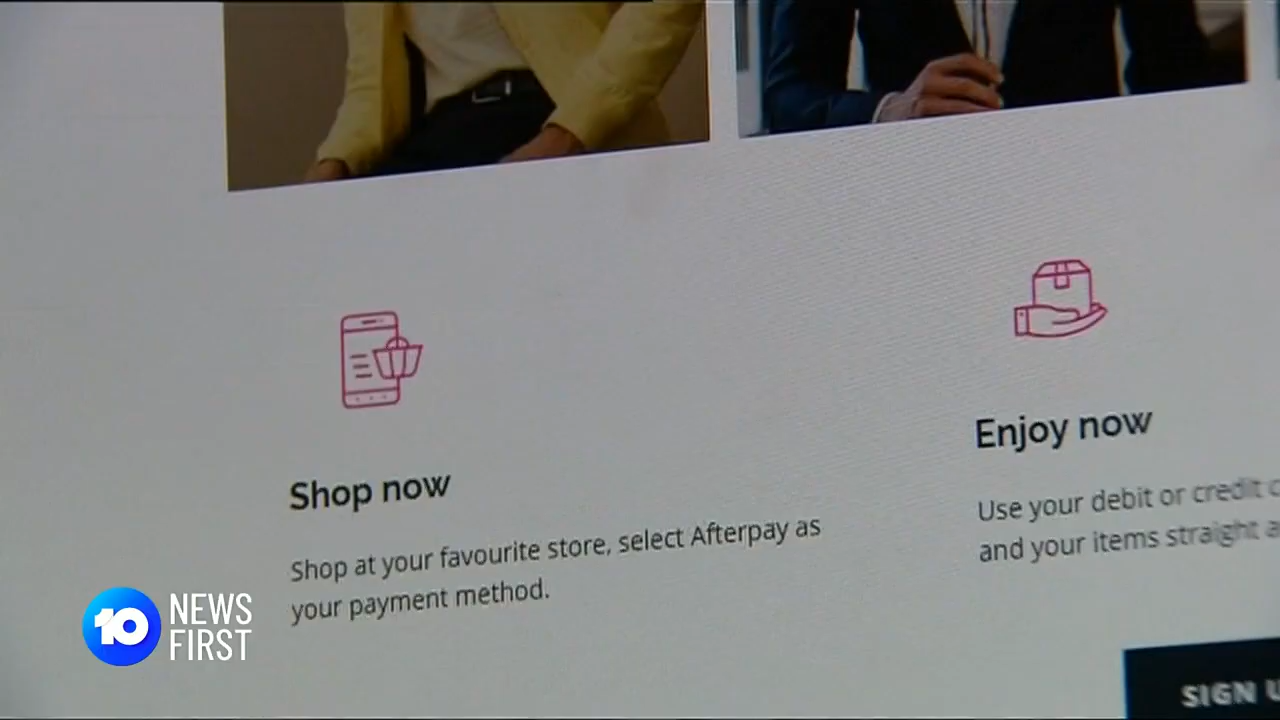 Shop now
Shop at your favourite store, select Afterpay as
your payment method.
Enjoy now
Use your debit or credit
and your items straight
SIGN
10 NEWS
FIRST